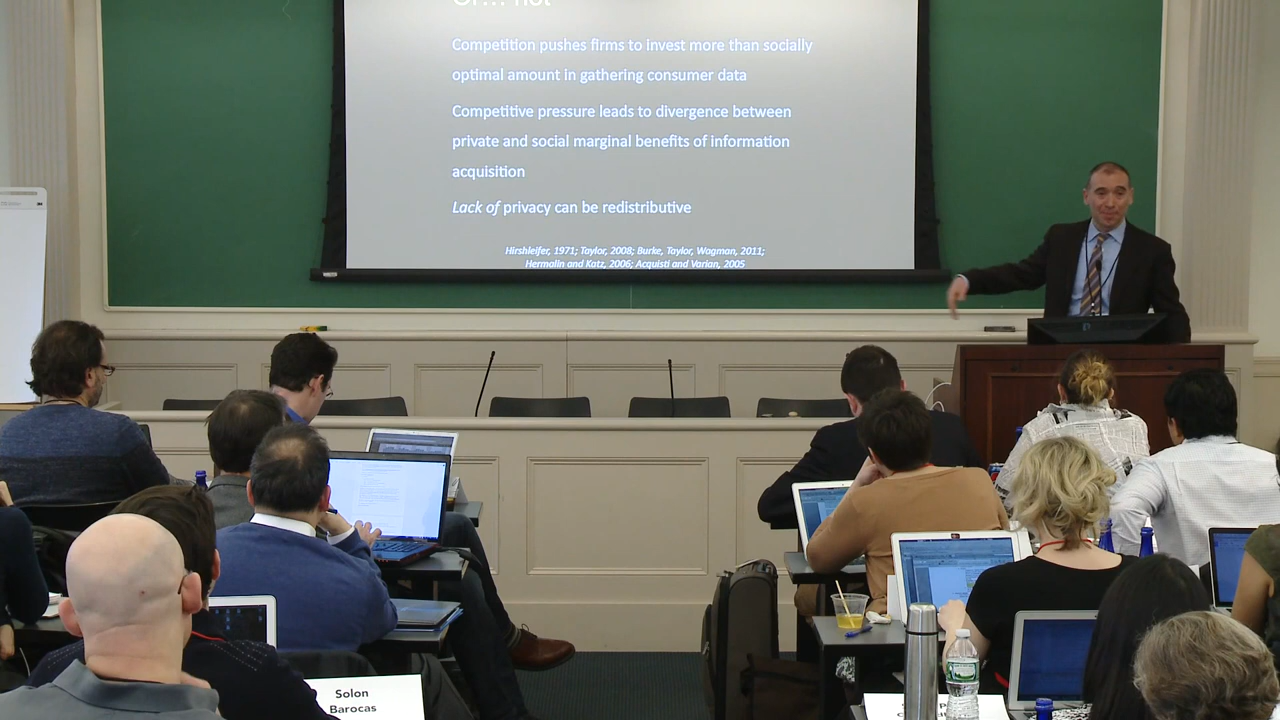 Or... not
Competition pushes firms to invest more than socially
optimal amount in gathering consumer data
Competitive pressure leads to divergence between
private and social marginal benefits of information
acquisition
Lack of privacy can be redistributive
Hirshleifer, 1971; Taylor, 2008; Burke, Taylor, Wagman, 2011;
Hermalin and Katz, 2006; Acquisti and Varian, 2005
Solon
Barocas